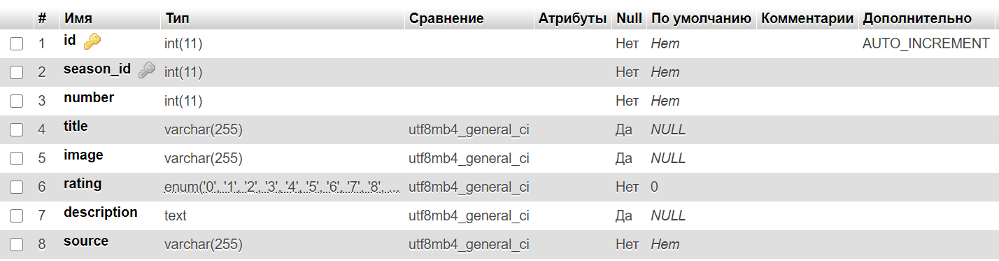 # Имя Тип Сравнение Атрибуты Null По умолчанию Комментарии Дополнительно
1 id int(11) Нет Нет AUTO_INCREMENT
2 season_id int(11) Нет Нет
3 number int(11) Нет Нет
4 title varchar(255) utf8mb4_general_ci Да NULL
5 image varchar(255) utf8mb4_general_ci Да NULL
6 rating enum('0', '1', '2', '3', '4', '5', '6', '7', '8', ... utf8mb4_general_ci Нет 0
7 description text utf8mb4_general_ci Да NULL
8 source varchar(255) utf8mb4_general_ci Нет Нет